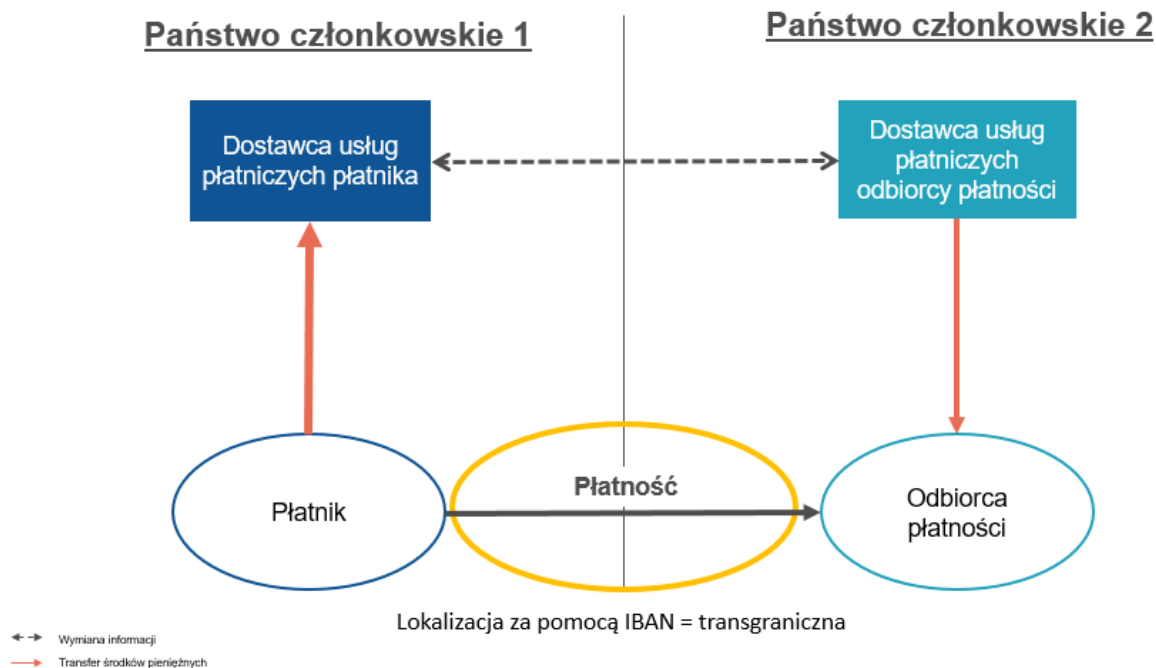 Państwo członkowskie 1
Państwo członkowskie 2
Dostawca usług
płatniczych płatnika
Dostawca usług
płatniczych
odbiorcy płatności
Płatność
Płatnik
Odbiorca
płatności
Lokalizacja za pomocą IBAN = transgraniczna
Wymiana informacji
Transfer środków pieniężnych